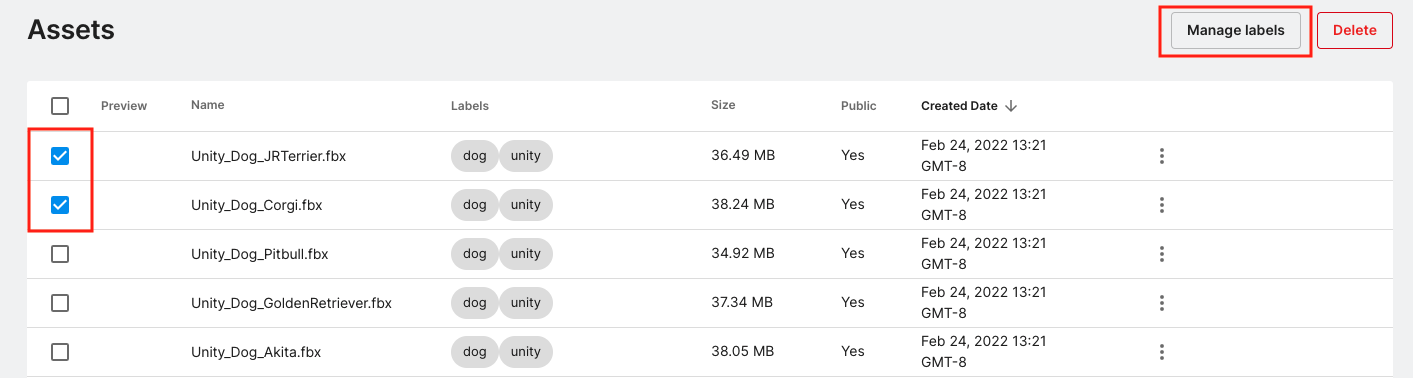 Assets
Manage labels Delete
Preview Name Labels Size Public Created Date
Unity_Dog_JRTerrier.fbx dog unity 36.49 MB Yes Feb 24, 2022 13:21
GMT-8
Unity_Dog_Corgi.fbx dog unity 38.24 MB Yes Feb 24, 2022 13:21
GMT-8
Unity_Dog_Pitbull.fbx dog unity 34.92 MB Yes Feb 24, 2022 13:21
GMT-8
Unity_Dog_GoldenRetriever.fbx dog unity 37.34 MB Yes Feb 24, 2022 13:21
GMT-8
Unity_Dog_Akita.fbx dog unity 38.05 MB Yes Feb 24, 2022 13:21
GMT-8